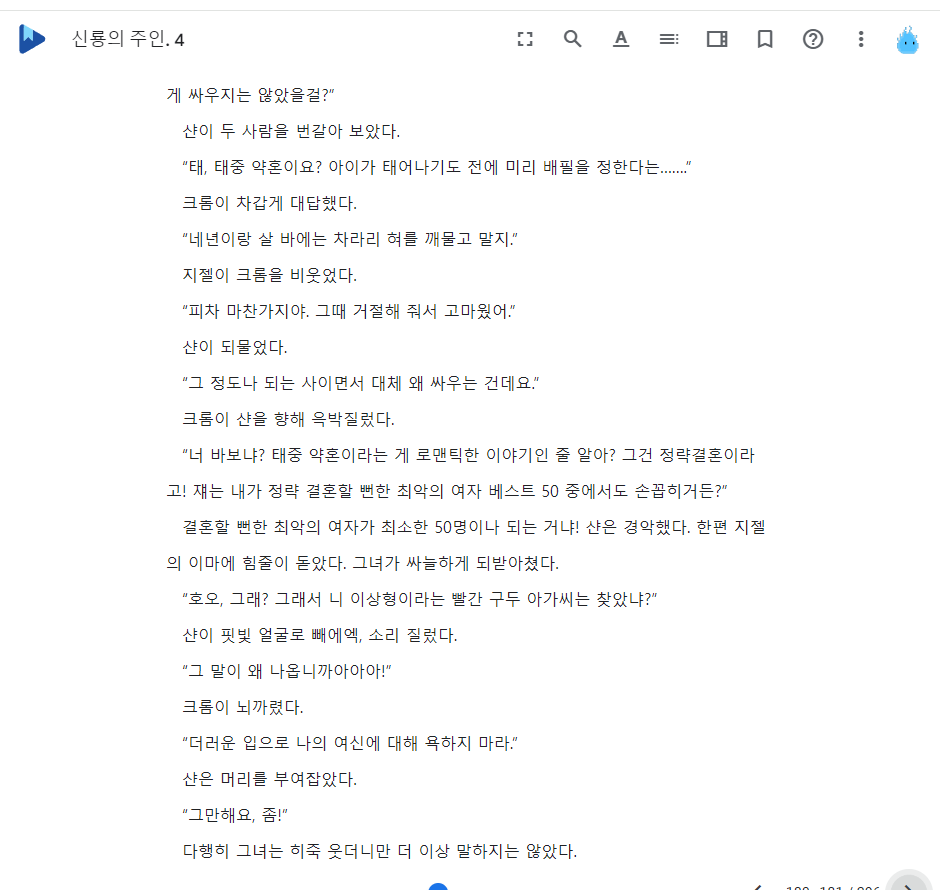 신룡의 주인. 4
게 싸우지는 않았을걸?”
샨이 두 사람을 번갈아 보았다.
“태, 태중 약혼이요? 아이가 태어나기도 전에 미리 배필을 정한다는…….”
크롬이 차갑게 대답했다.
“네년이랑 살 바에는 차라리 혀를 깨물고 말지.”
지젤이 크롬을 비웃었다.
“피차 마찬가지야. 그때 거절해 줘서 고마웠어.”
샨이 되물었다.
“그 정도나 되는 사이면서 대체 왜 싸우는 건데요.”
크롬이 샨을 향해 윽박질렀다.
“너 바보냐? 태중 약혼이라는 게 로맨틱한 이야기인 줄 알아? 그건 정략결혼이라
고! 쟤는 내가 정략 결혼할 뻔한 최악의 여자 베스트 50 중에서도 손꼽히거든?”
결혼할 뻔한 최악의 여자가 최소한 50명이나 되는 거냐! 샨은 경악했다. 한편 지젤
의 이마에 힘줄이 돋았다. 그녀가 싸늘하게 되받아쳤다.
“호오, 그래? 그래서 니 이상형이라는 빨간 구두 아가씨는 찾았냐?”
샨이 핏빛 얼굴로 빼에엑, 소리 질렀다.
“그 말이 왜 나옵니까아아아!”
크롬이 뇌까렸다.
“더러운 입으로 나의 여신에 대해 욕하지 마라.”
샨은 머리를 부여잡았다.
“그만해요, 좀!”
다행히 그녀는 히죽 웃더니만 더 이상 말하지는 않았다.